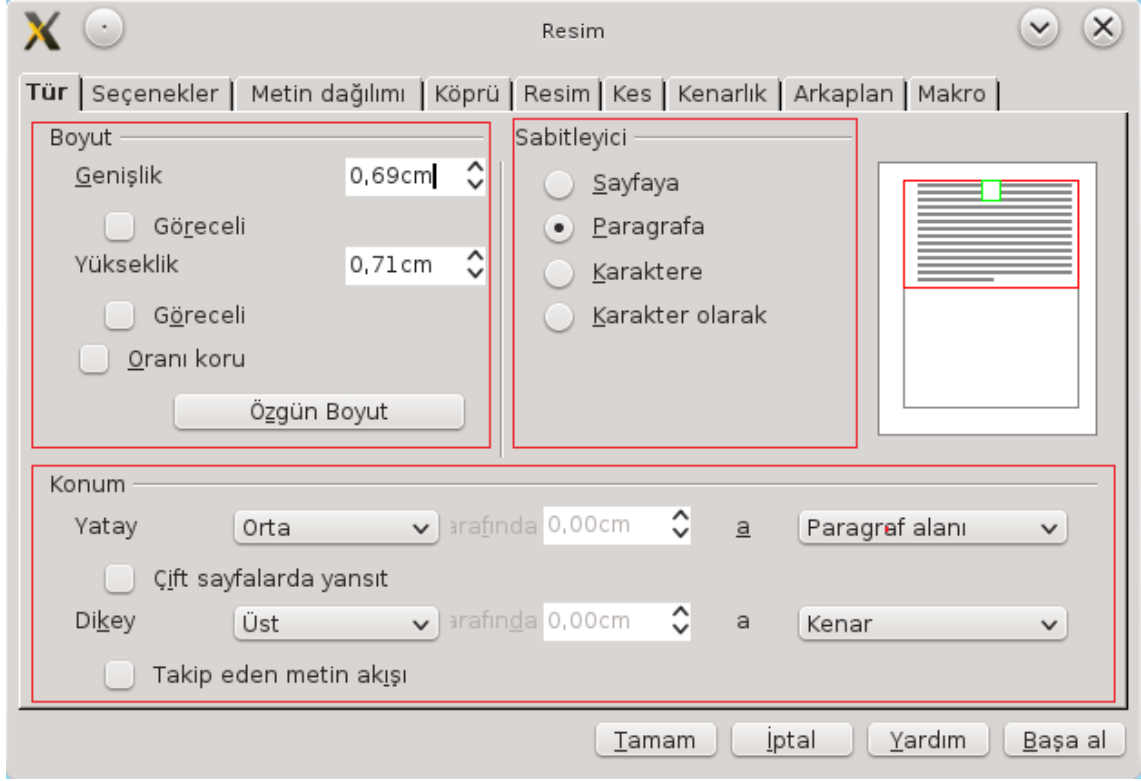 Resim
Tür Seçenekler Metin dağılımı Köprü Resim Kes Kenarlık Arkaplan Makro
Boyut
Genişlik 0,69cm
Göreceli
Yükseklik 0,71cm
Göreceli
Oranı koru
Özgün Boyut
Sabitleyici
Sayfaya
Paragrafa
Karaktere
Karakter olarak
Konum
Yatay Orta arafında 0,00cm a Paragraf alanı
Çift sayfalarda yansıt
Dikey Üst arafında 0,00cm a Kenar
Takip eden metin akışı
Tamam İptal Yardım Başa al